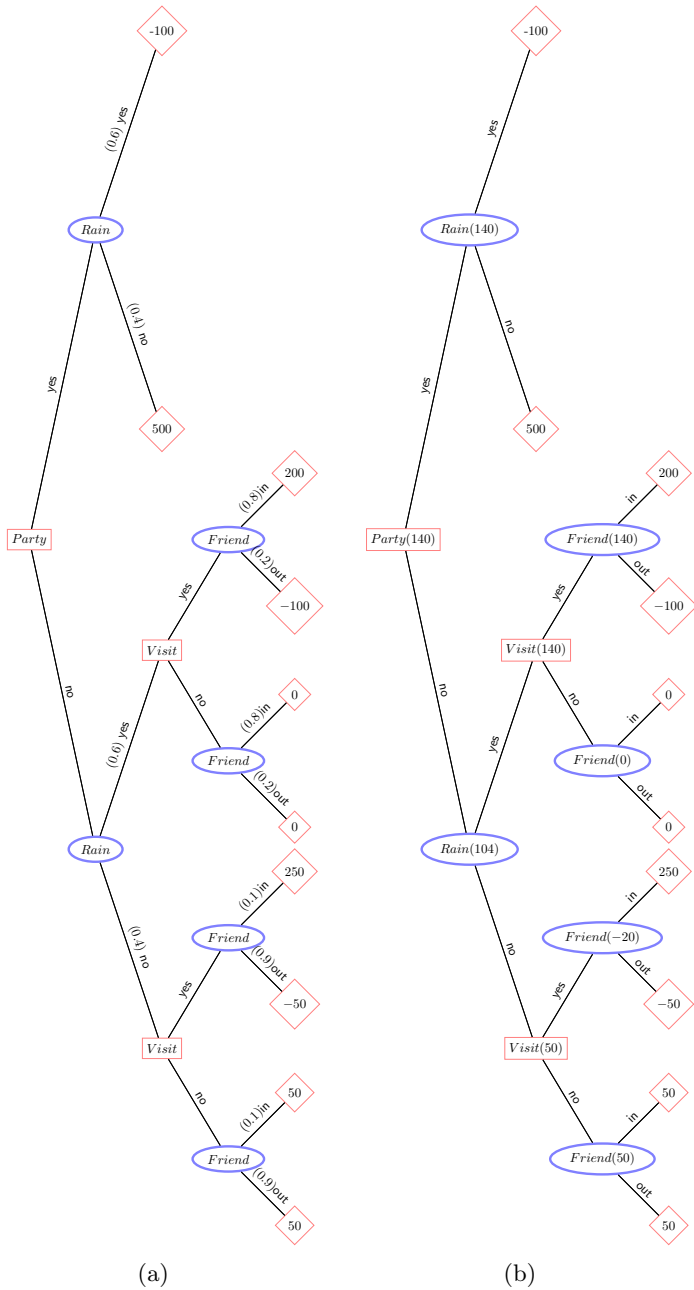 -100
(0.6) yes
Rain
(0.4) no
yes
500
200
(0.8)in
Party
Friend
(0.2)out
−100
yes
Visit
no
no
0
(0.8)in
(0.6) yes
Friend
(0.2)out
0
Rain
250
(0.1)in
(0.4) no
Friend
(0.9)out
yes
−50
Visit
no
50
(0.1)in
Friend
(0.9)out
50
(a)
-100
yes
Rain(140)
no
yes
500
200
in
Party(140)
Friend(140)
out
−100
yes
Visit(140)
no
no
0
in
yes
Friend(0)
out
0
Rain(104)
250
in
no
Friend(−20)
out
yes
−50
Visit(50)
no
50
in
Friend(50)
out
50
(b)